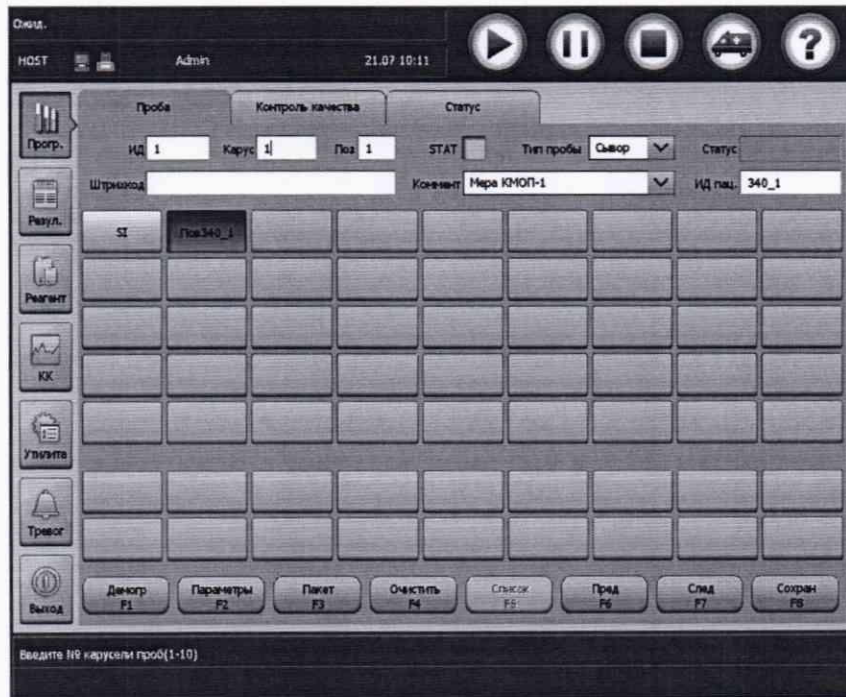 Ожид.
HOST Admin 21.07 10:11 ?
Прогр. Проба Контроль качества Статус
ИД 1 Карус 1 Поз 1 STAT Тип пробы Сывор Статус
Штрихкод Коммент Мера КМОП-1 ИД пац. 340_1
Резул. SI Пов340_1
Реагент
КК
Утилита
Тревог
Выход
Демогр F1 Параметры F2 Пакет F3 Очистить F4 Список F5 Пред F6 След F7 Сохран F8
Введите № карусели проб(1-10)